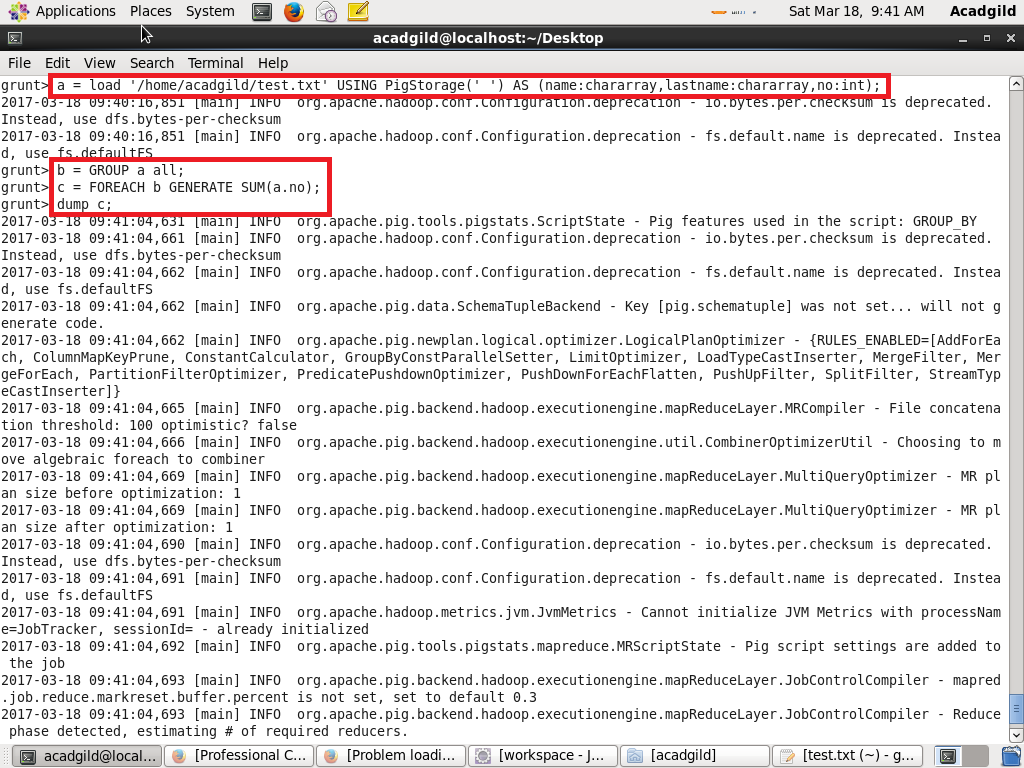 Applications Places System Sat Mar 18, 9:41 AM Acadgild
acadgild@localhost:~/Desktop
File Edit View Search Terminal Help
grunt> a = load '/home/acadgild/test.txt' USING PigStorage(' ') AS (name:chararray,lastname:chararray,no:int);
2017-03-18 09:40:16,851 [main] INFO  org.apache.hadoop.conf.Configuration.deprecation - io.bytes.per.checksum is deprecated.
Instead, use dfs.bytes-per-checksum
2017-03-18 09:40:16,851 [main] INFO  org.apache.hadoop.conf.Configuration.deprecation - fs.default.name is deprecated. Instea
d, use fs.defaultFS
grunt> b = GROUP a all;
grunt> c = FOREACH b GENERATE SUM(a.no);
grunt> dump c;
2017-03-18 09:41:04,631 [main] INFO  org.apache.pig.tools.pigstats.ScriptState - Pig features used in the script: GROUP_BY
2017-03-18 09:41:04,661 [main] INFO  org.apache.hadoop.conf.Configuration.deprecation - io.bytes.per.checksum is deprecated.
Instead, use dfs.bytes-per-checksum
2017-03-18 09:41:04,662 [main] INFO  org.apache.hadoop.conf.Configuration.deprecation - fs.default.name is deprecated. Instea
d, use fs.defaultFS
2017-03-18 09:41:04,662 [main] INFO  org.apache.pig.data.SchemaTupleBackend - Key [pig.schematuple] was not set... will not g
enerate code.
2017-03-18 09:41:04,662 [main] INFO  org.apache.pig.newplan.logical.optimizer.LogicalPlanOptimizer - {RULES_ENABLED=[AddForEa
ch, ColumnMapKeyPrune, ConstantCalculator, GroupByConstParallelSetter, LimitOptimizer, LoadTypeCastInserter, MergeFilter, Mer
geForEach, PartitionFilterOptimizer, PredicatePushdownOptimizer, PushDownForEachFlatten, PushUpFilter, SplitFilter, StreamTyp
eCastInserter]}
2017-03-18 09:41:04,665 [main] INFO  org.apache.pig.backend.hadoop.executionengine.mapReduceLayer.MRCompiler - File concatena
tion threshold: 100 optimistic? false
2017-03-18 09:41:04,666 [main] INFO  org.apache.pig.backend.hadoop.executionengine.util.CombinerOptimizerUtil - Choosing to m
ove algebraic foreach to combiner
2017-03-18 09:41:04,669 [main] INFO  org.apache.pig.backend.hadoop.executionengine.mapReduceLayer.MultiQueryOptimizer - MR pl
an size before optimization: 1
2017-03-18 09:41:04,669 [main] INFO  org.apache.pig.backend.hadoop.executionengine.mapReduceLayer.MultiQueryOptimizer - MR pl
an size after optimization: 1
2017-03-18 09:41:04,690 [main] INFO  org.apache.hadoop.conf.Configuration.deprecation - io.bytes.per.checksum is deprecated.
Instead, use dfs.bytes-per-checksum
2017-03-18 09:41:04,691 [main] INFO  org.apache.hadoop.conf.Configuration.deprecation - fs.default.name is deprecated. Instea
d, use fs.defaultFS
2017-03-18 09:41:04,691 [main] INFO  org.apache.hadoop.metrics.jvm.JvmMetrics - Cannot initialize JVM Metrics with processNam
e=JobTracker, sessionId= - already initialized
2017-03-18 09:41:04,692 [main] INFO  org.apache.pig.tools.pigstats.mapreduce.MRScriptState - Pig script settings are added to
 the job
2017-03-18 09:41:04,693 [main] INFO  org.apache.pig.backend.hadoop.executionengine.mapReduceLayer.JobControlCompiler - mapred
.job.reduce.markreset.buffer.percent is not set, set to default 0.3
2017-03-18 09:41:04,693 [main] INFO  org.apache.pig.backend.hadoop.executionengine.mapReduceLayer.JobControlCompiler - Reduce
 phase detected, estimating # of required reducers.
acadgild@local... [Professional C... [Problem loadi... [workspace - J... [acadgild] [test.txt (~) - g...